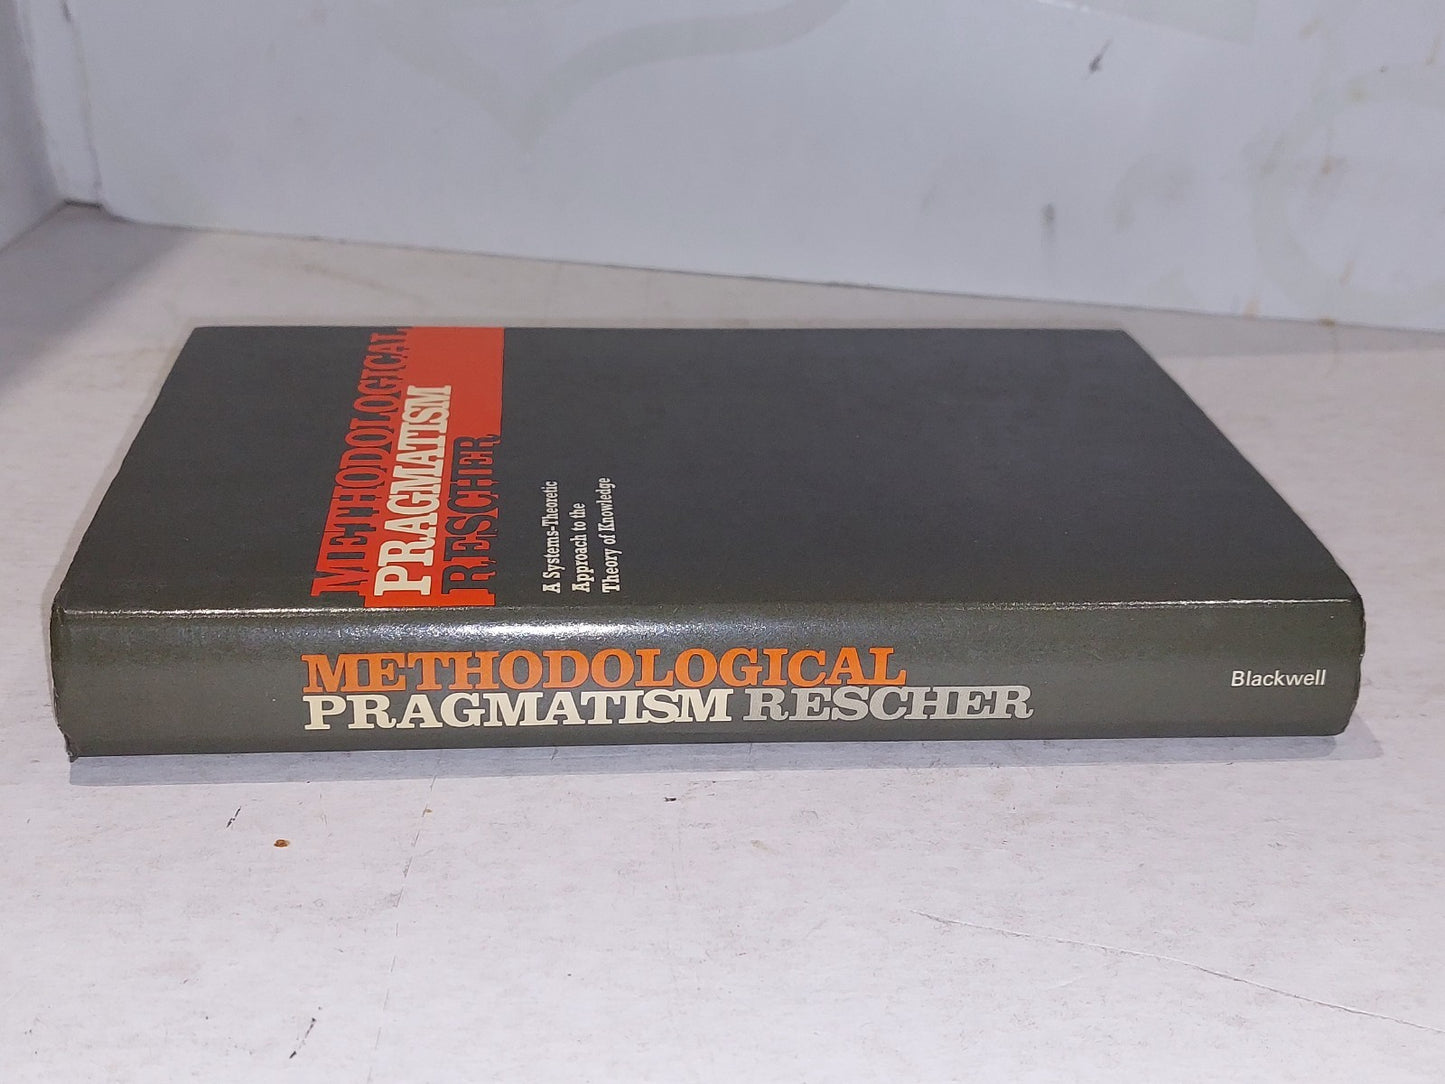 METHODOLOGICAL
PRAGMATISM
RESCHER
A Systems-Theoretic
Approach to the
Theory of Knowledge
METHODOLOGICAL
PRAGMATISM RESCHER
Blackwell